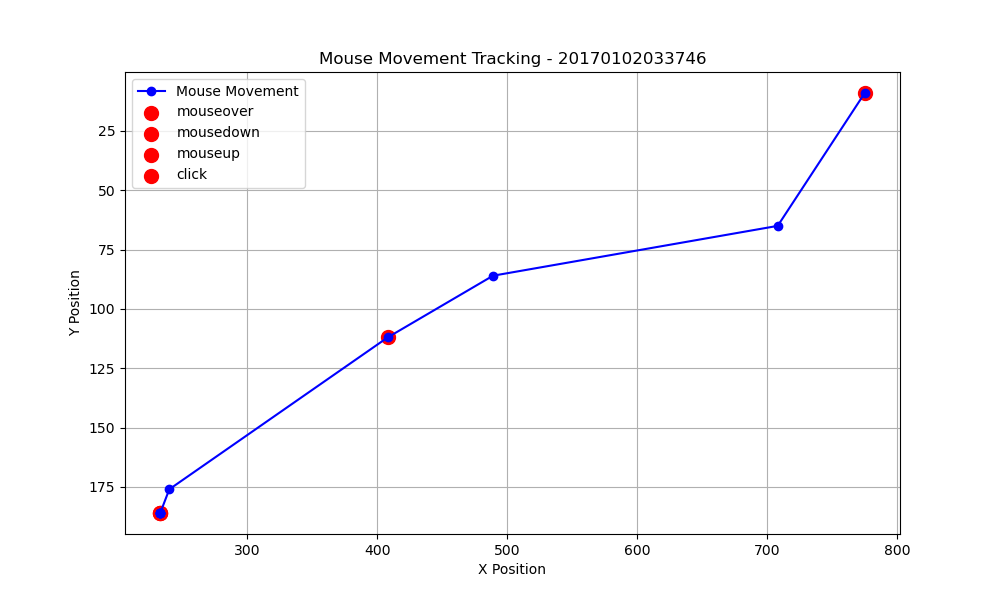 Mouse Movement Tracking - 20170102033746
Mouse Movement
mouseover
mousedown
mouseup
click
25
50
75
100
125
150
175
Y Position
300 400 500 600 700 800
X Position